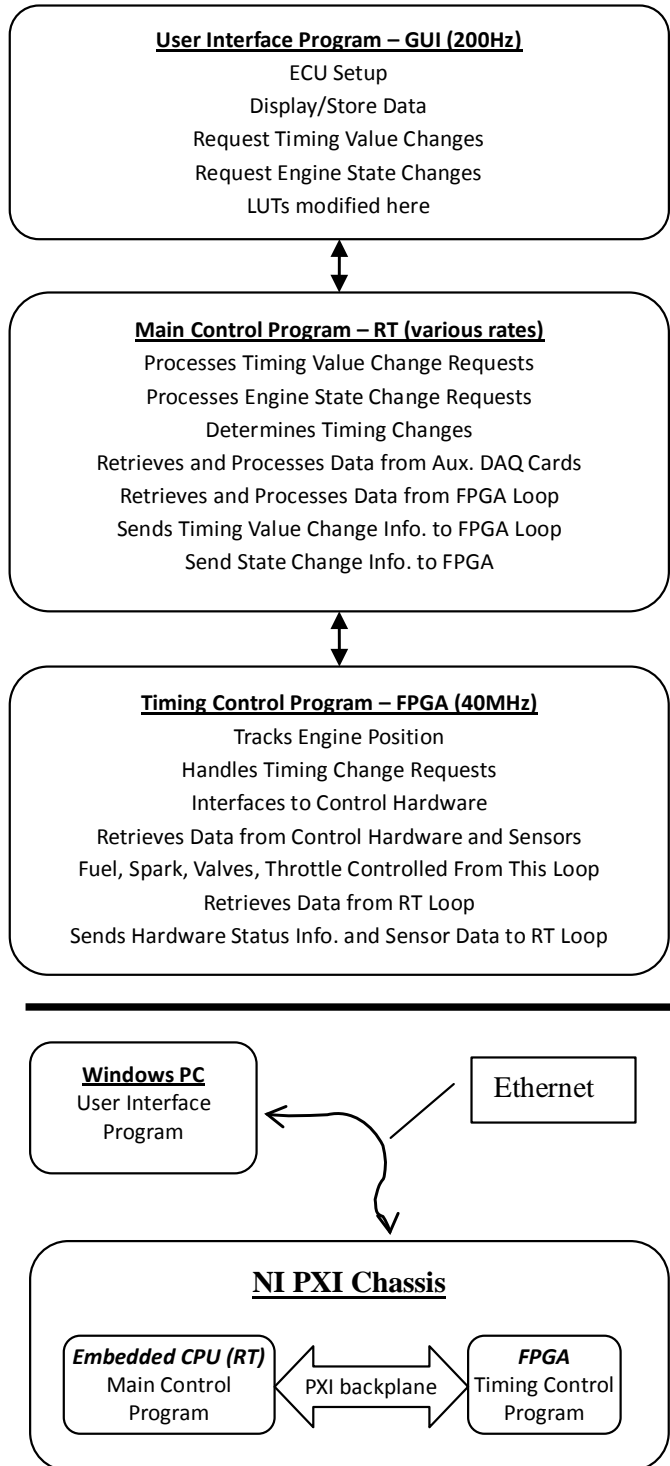 User Interface Program – GUI (200Hz)
ECU Setup
Display/Store Data
Request Timing Value Changes
Request Engine State Changes
LUTs modified here
Main Control Program – RT (various rates)
Processes Timing Value Change Requests
Processes Engine State Change Requests
Determines Timing Changes
Retrieves and Processes Data from Aux. DAQ Cards
Retrieves and Processes Data from FPGA Loop
Sends Timing Value Change Info. to FPGA Loop
Send State Change Info. to FPGA
Timing Control Program – FPGA (40MHz)
Tracks Engine Position
Handles Timing Change Requests
Interfaces to Control Hardware
Retrieves Data from Control Hardware and Sensors
Fuel, Spark, Valves, Throttle Controlled From This Loop
Retrieves Data from RT Loop
Sends Hardware Status Info. and Sensor Data to RT Loop
Windows PC
User Interface
Program
Ethernet
NI PXI Chassis
Embedded CPU (RT)
Main Control
Program
PXI backplane
FPGA
Timing Control
Program